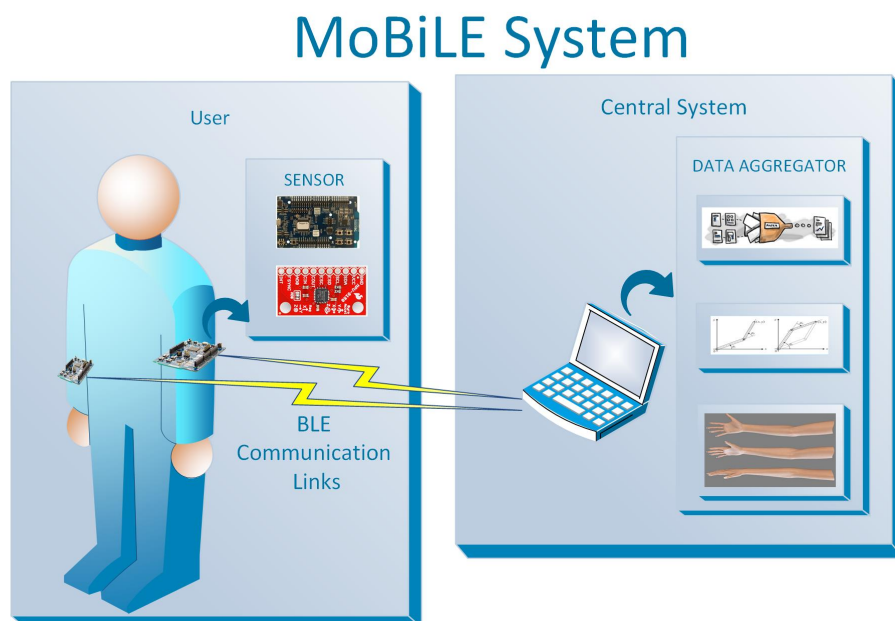 MoBiLE System
User
SENSOR
BLE
Communication
Links
Central System
DATA AGGREGATOR